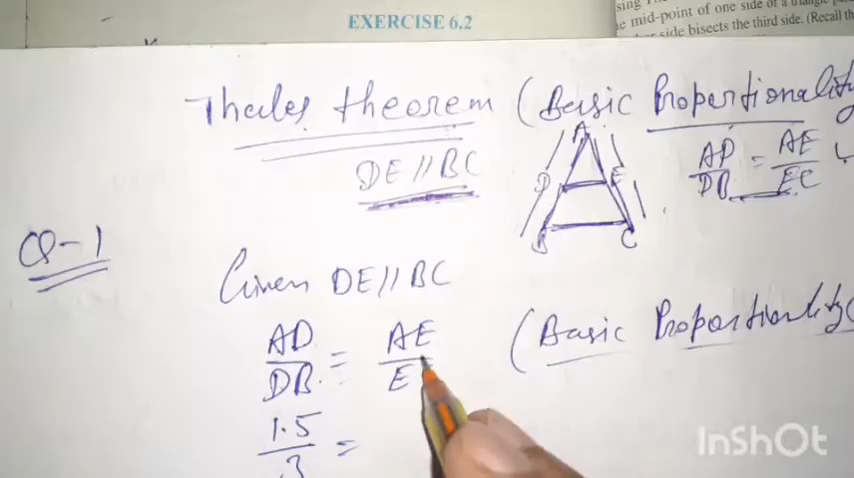 sing
e mid-point of one side of a triangle
side bisects the third side. (Recall th
EXERCISE 6.2
Thales theorem (Basic Proportionality
DE//BC
A
D E
B C
AD/DB = AE/EC
Q-1
Given DE//BC
AD/DB = AE/E (Basic Proportionality
1.5/3 =
InShOt